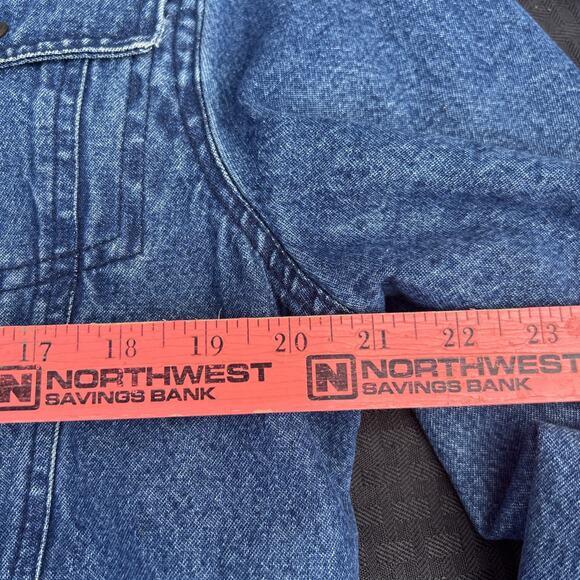 17 18 19 20 21 22 23
N NORTHWEST N NORTHWEST
SAVINGS BANK SAVINGS BANK